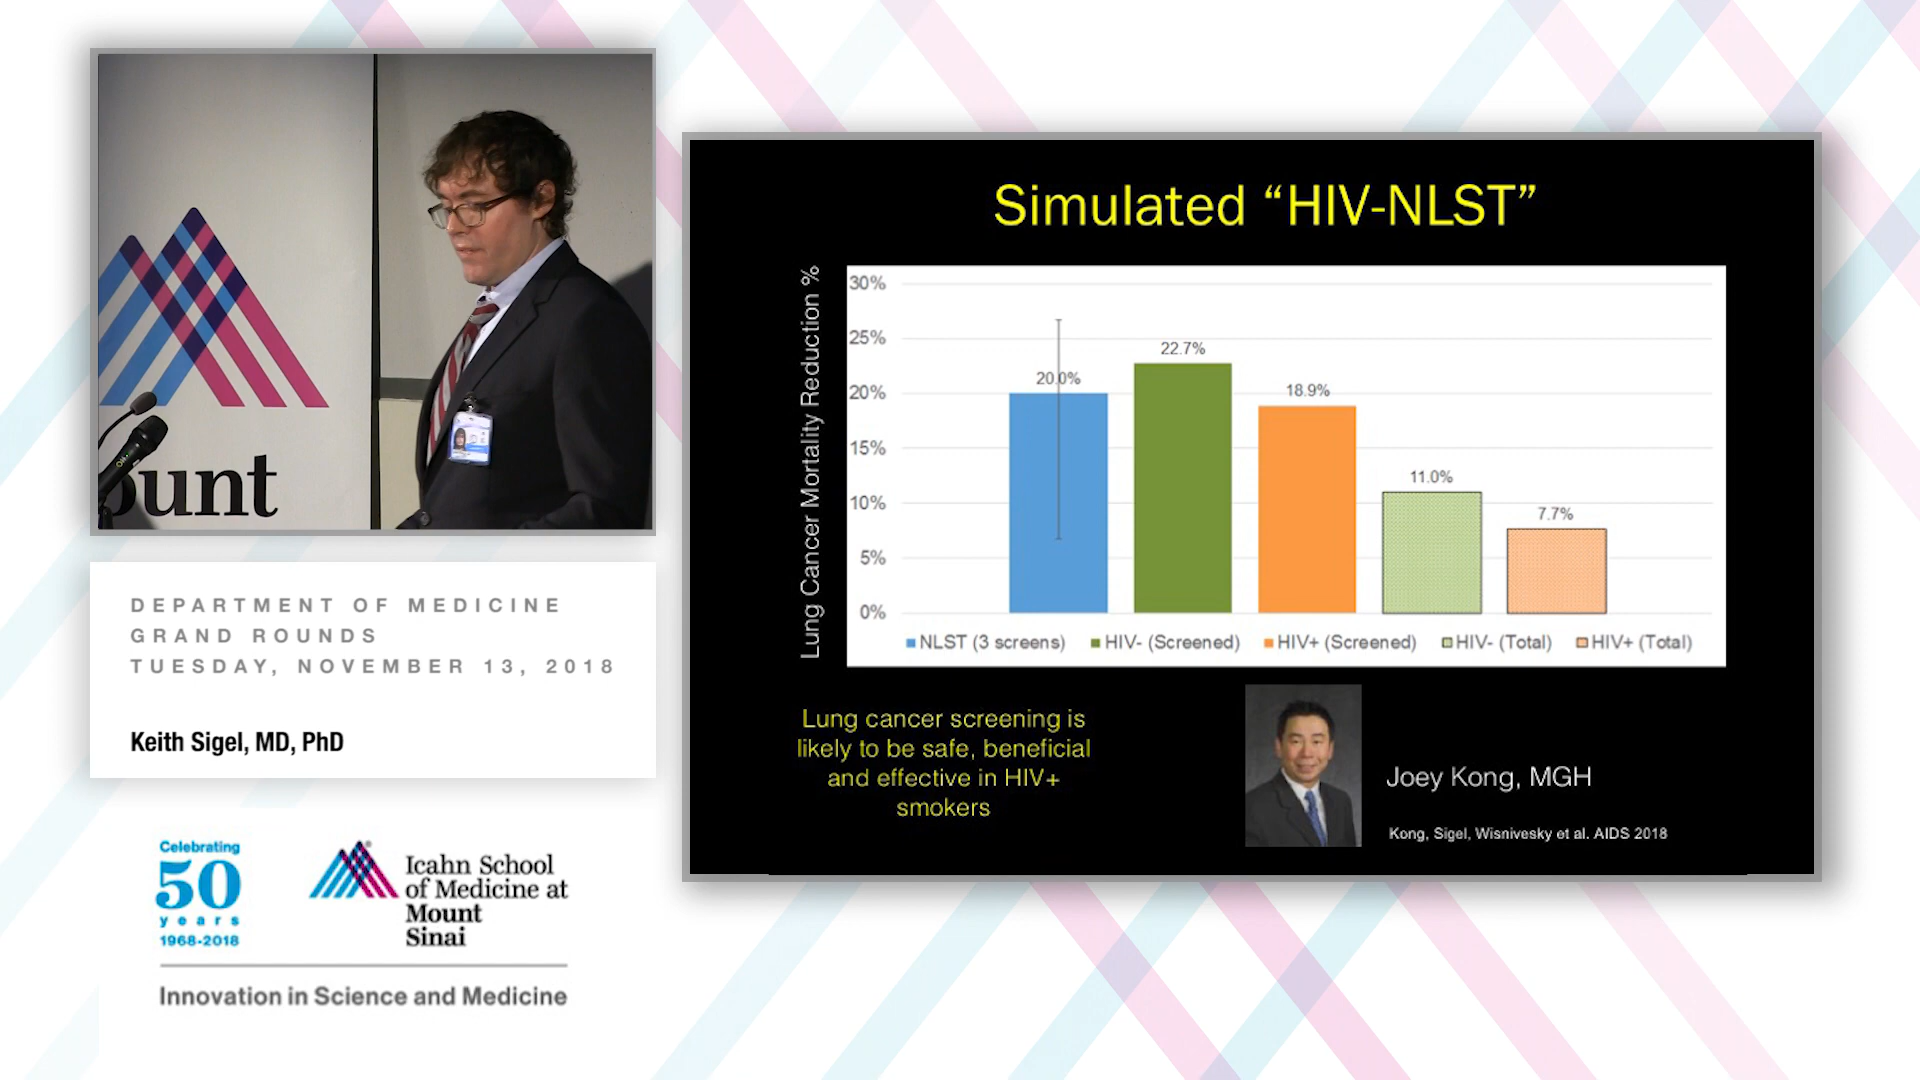 ount
DEPARTMENT OF MEDICINE
GRAND ROUNDS
TUESDAY, NOVEMBER 13, 2018
Keith Sigel, MD, PhD
Celebrating
50
years
1968-2018
Icahn School
of Medicine at
Mount
Sinai
Innovation in Science and Medicine
Simulated “HIV-NLST”
Lung Cancer Mortality Reduction %
30%
25%
20%
15%
10%
5%
0%
20.0%
22.7%
18.9%
11.0%
7.7%
NLST (3 screens)
HIV- (Screened)
HIV+ (Screened)
HIV- (Total)
HIV+ (Total)
Lung cancer screening is
likely to be safe, beneficial
and effective in HIV+
smokers
Joey Kong, MGH
Kong, Sigel, Wisnivesky et al. AIDS 2018